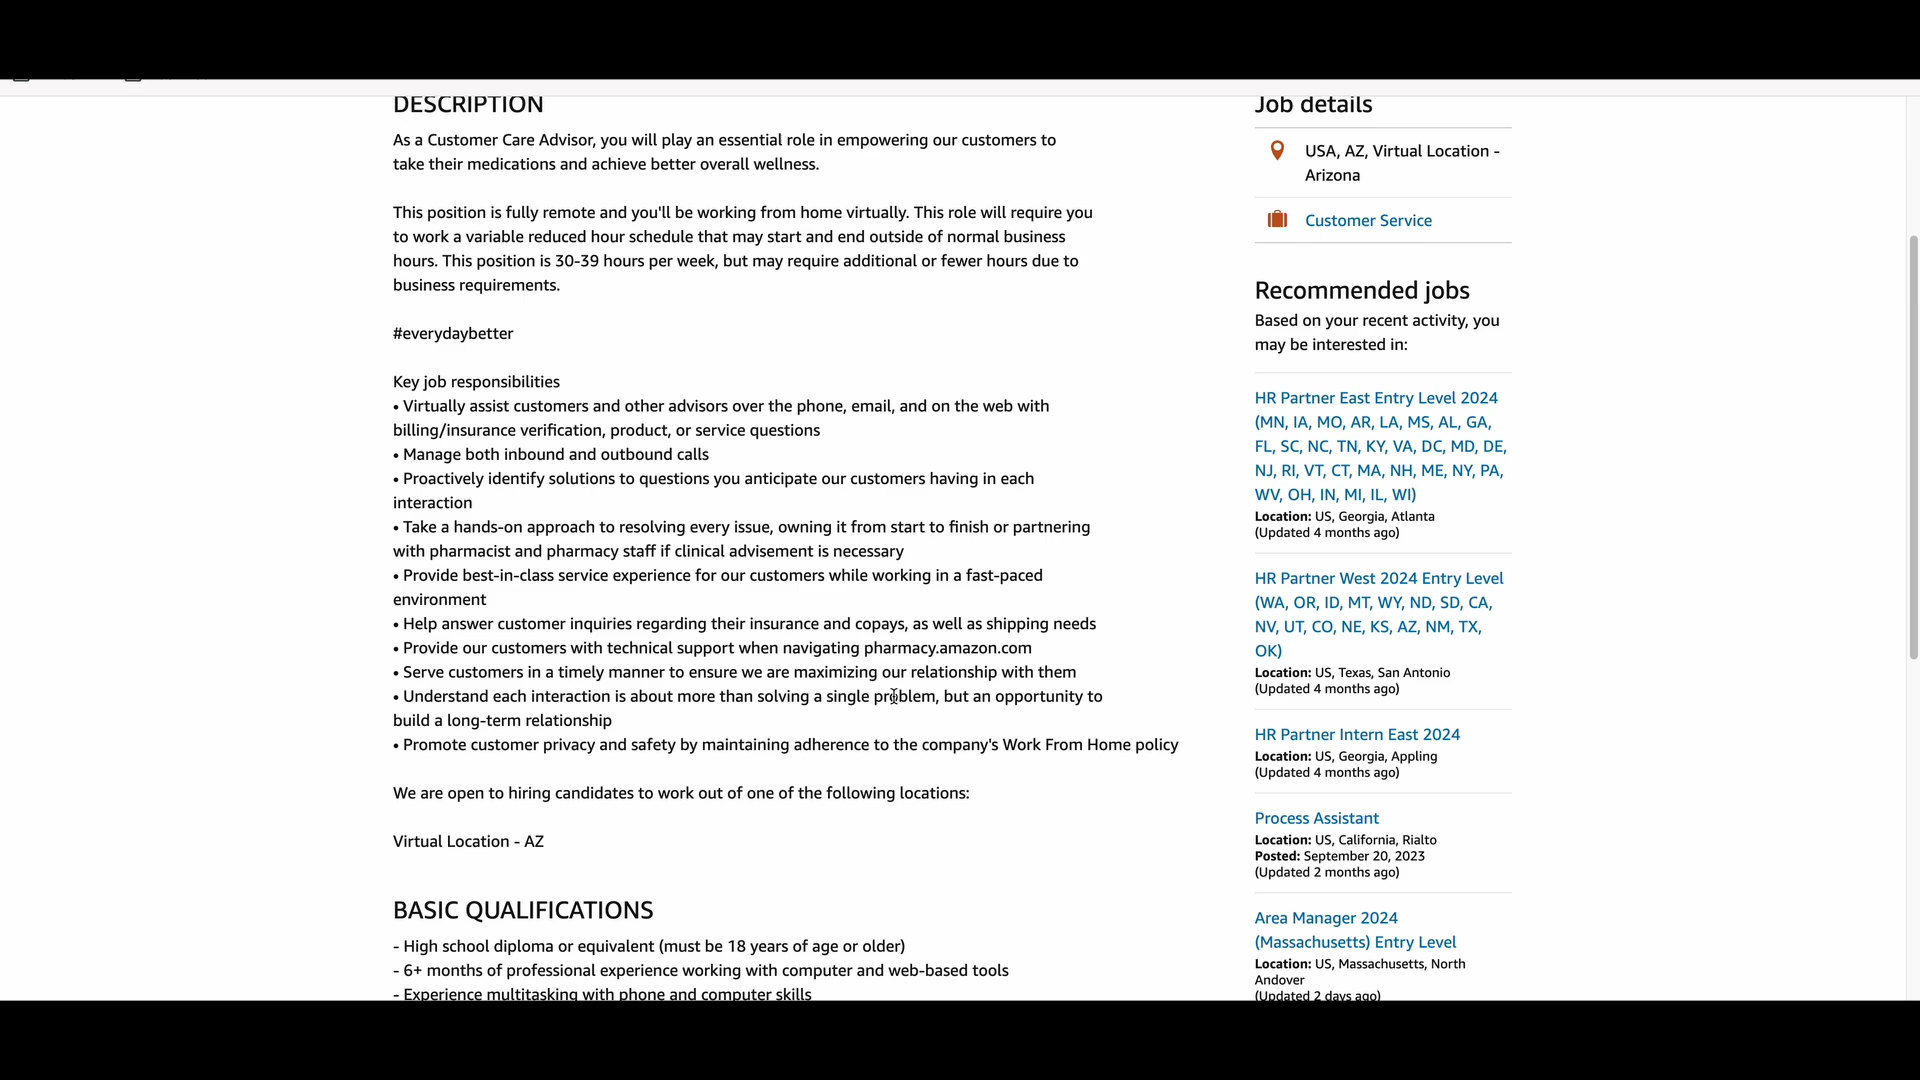 DESCRIPTION
As a Customer Care Advisor, you will play an essential role in empowering our customers to
take their medications and achieve better overall wellness.
This position is fully remote and you'll be working from home virtually. This role will require you
to work a variable reduced hour schedule that may start and end outside of normal business
hours. This position is 30-39 hours per week, but may require additional or fewer hours due to
business requirements.
#everydaybetter
Key job responsibilities
• Virtually assist customers and other advisors over the phone, email, and on the web with
billing/insurance verification, product, or service questions
• Manage both inbound and outbound calls
• Proactively identify solutions to questions you anticipate our customers having in each
interaction
• Take a hands-on approach to resolving every issue, owning it from start to finish or partnering
with pharmacist and pharmacy staff if clinical advisement is necessary
• Provide best-in-class service experience for our customers while working in a fast-paced
environment
• Help answer customer inquiries regarding their insurance and copays, as well as shipping needs
• Provide our customers with technical support when navigating pharmacy.amazon.com
• Serve customers in a timely manner to ensure we are maximizing our relationship with them
• Understand each interaction is about more than solving a single problem, but an opportunity to
build a long-term relationship
• Promote customer privacy and safety by maintaining adherence to the company's Work From Home policy
We are open to hiring candidates to work out of one of the following locations:
Virtual Location - AZ
BASIC QUALIFICATIONS
- High school diploma or equivalent (must be 18 years of age or older)
- 6+ months of professional experience working with computer and web-based tools
- Experience multitasking with phone and computer skills
Job details
USA, AZ, Virtual Location -
Arizona
Customer Service
Recommended jobs
Based on your recent activity, you
may be interested in:
HR Partner East Entry Level 2024
(MN, IA, MO, AR, LA, MS, AL, GA,
FL, SC, NC, TN, KY, VA, DC, MD, DE,
NJ, RI, VT, CT, MA, NH, ME, NY, PA,
WV, OH, IN, MI, IL, WI)
Location: US, Georgia, Atlanta
(Updated 4 months ago)
HR Partner West 2024 Entry Level
(WA, OR, ID, MT, WY, ND, SD, CA,
NV, UT, CO, NE, KS, AZ, NM, TX,
OK)
Location: US, Texas, San Antonio
(Updated 4 months ago)
HR Partner Intern East 2024
Location: US, Georgia, Appling
(Updated 4 months ago)
Process Assistant
Location: US, California, Rialto
Posted: September 20, 2023
(Updated 2 months ago)
Area Manager 2024
(Massachusetts) Entry Level
Location: US, Massachusetts, North
Andover
(Updated 2 days ago)